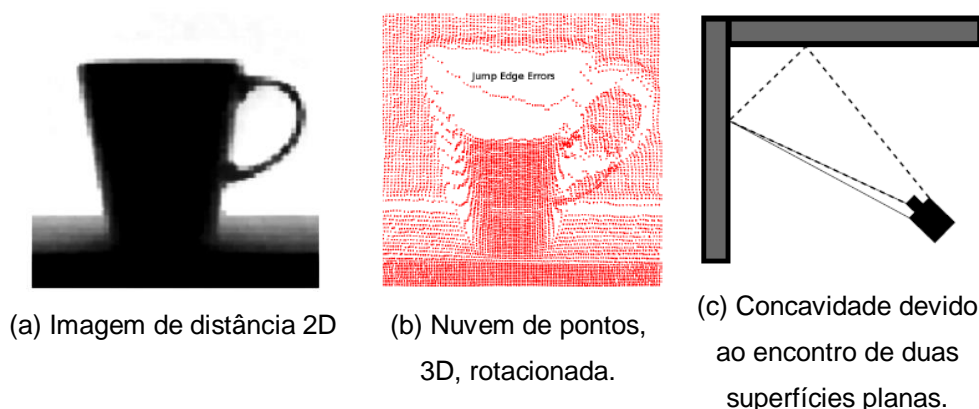 Jump Edge Errors
(a) Imagem de distância 2D
(b) Nuvem de pontos,
3D, rotacionada.
(c) Concavidade devido
ao encontro de duas
superfícies planas.